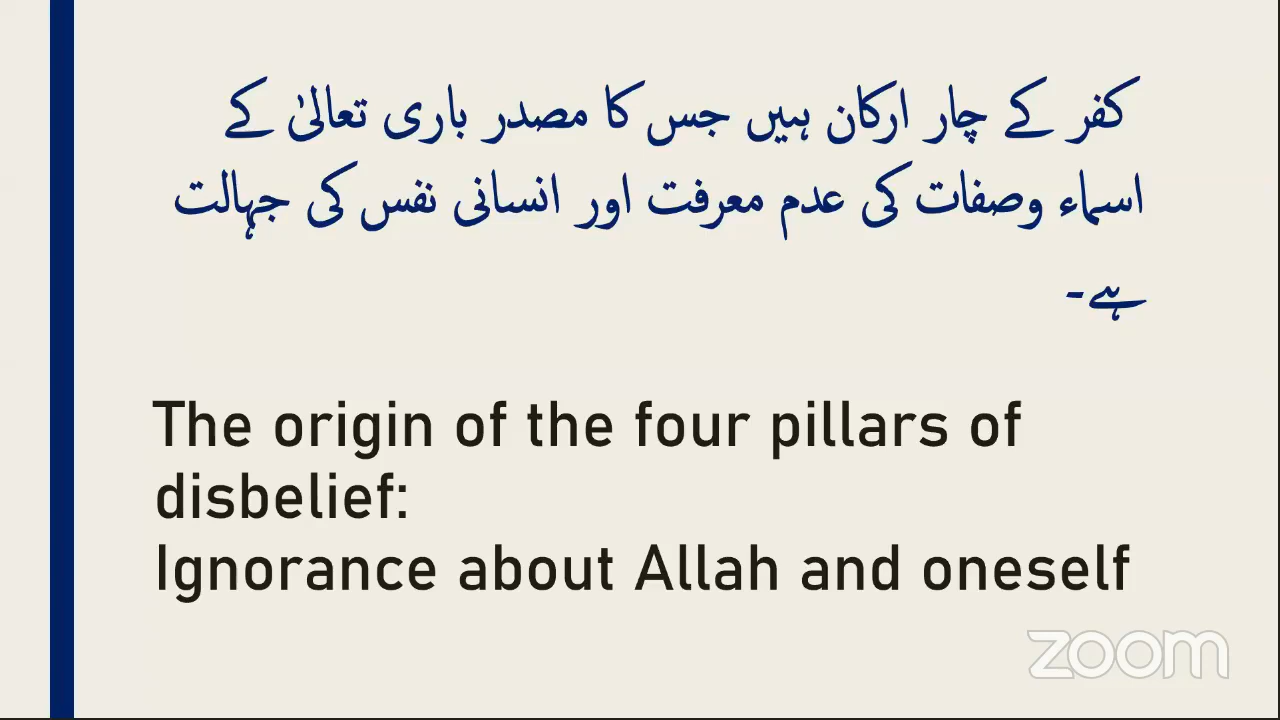 کفر کے چار ارکان ہیں جس کا مصدر باری تعالیٰ کے
اسماء وصفات کی عدم معرفت اور انسانی نفس کی جہالت
ہے۔
The origin of the four pillars of
disbelief:
Ignorance about Allah and oneself
zoom